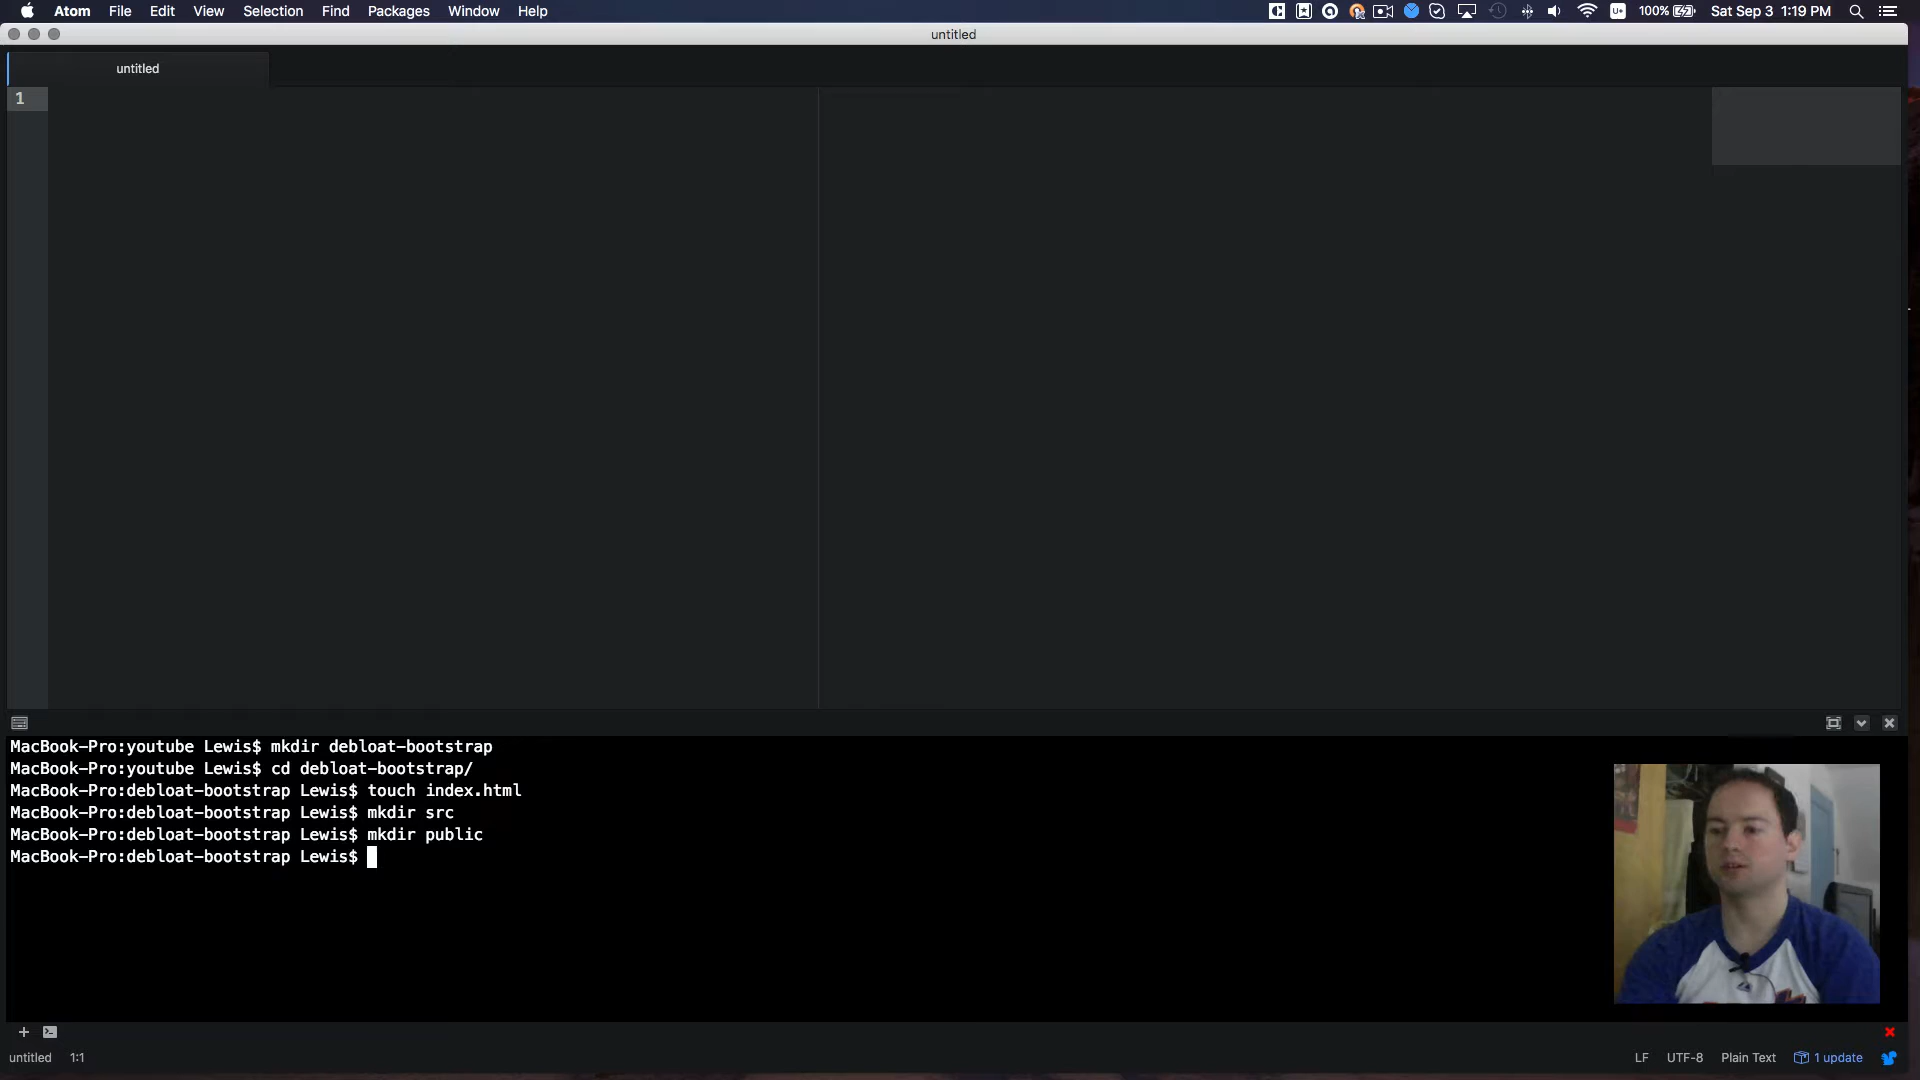 Atom File Edit View Selection Find Packages Window Help 100% Sat Sep 3 1:19 PM
untitled
untitled
1
MacBook-Pro:youtube Lewis$ mkdir debloat-bootstrap
MacBook-Pro:youtube Lewis$ cd debloat-bootstrap/
MacBook-Pro:debloat-bootstrap Lewis$ touch index.html
MacBook-Pro:debloat-bootstrap Lewis$ mkdir src
MacBook-Pro:debloat-bootstrap Lewis$ mkdir public
MacBook-Pro:debloat-bootstrap Lewis$
untitled 1:1 LF UTF-8 Plain Text 1 update